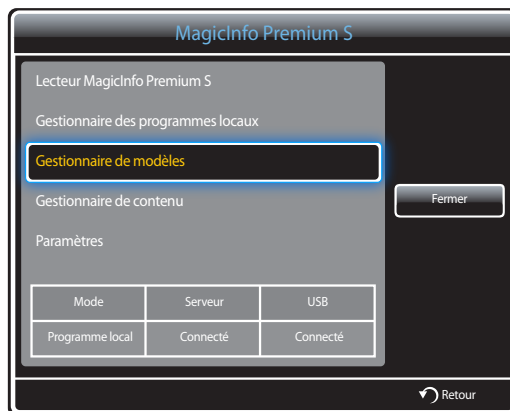 MagicInfo Premium S
Lecteur MagicInfo Premium S
Gestionnaire des programmes locaux
Gestionnaire de modèles
Gestionnaire de contenu
Fermer
Paramètres
Mode Serveur USB
Programme local Connecté Connecté
Retour